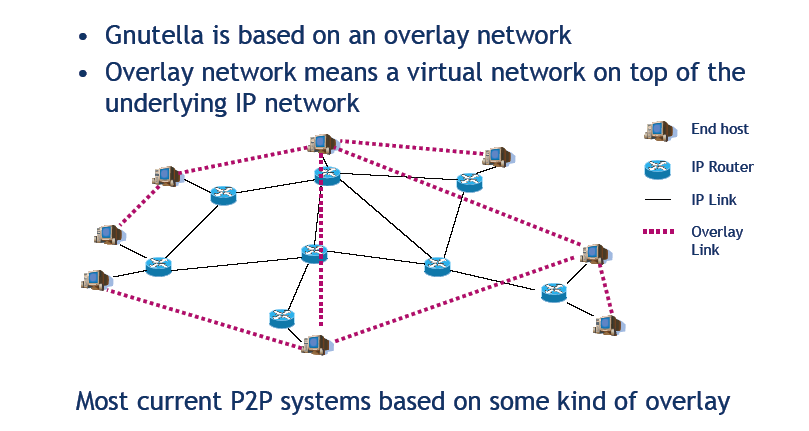 • Gnutella is based on an overlay network
• Overlay network means a virtual network on top of the
underlying IP network
End host
IP Router
IP Link
Overlay
Link
Most current P2P systems based on some kind of overlay